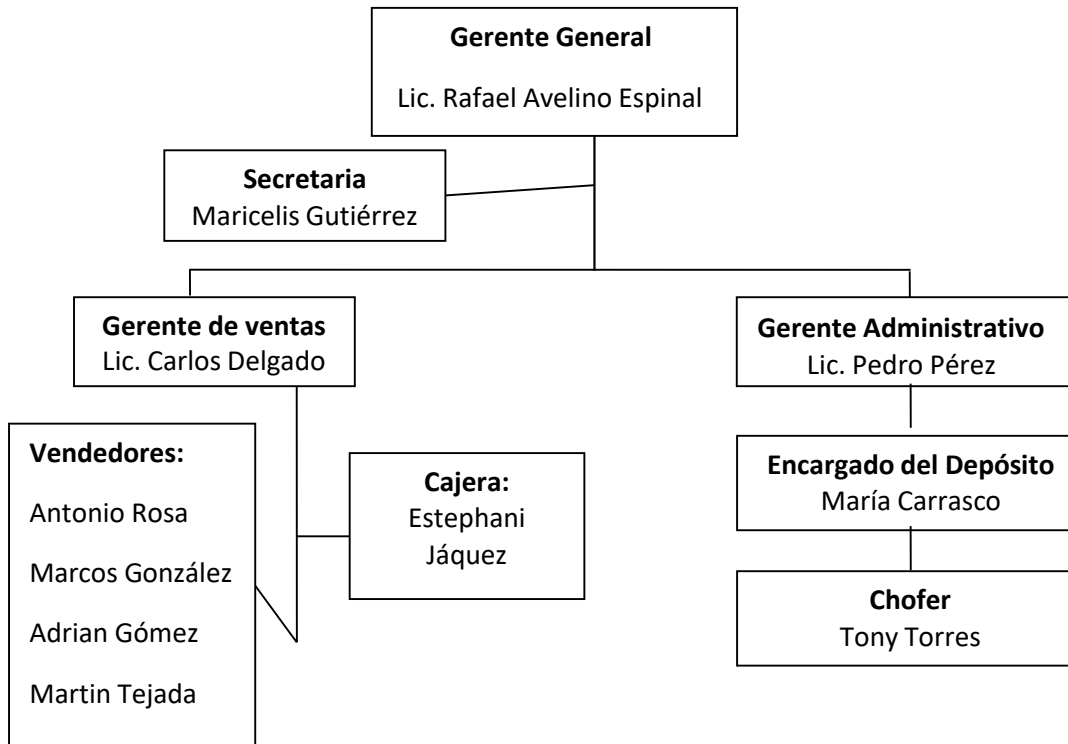 Gerente General
Lic. Rafael Avelino Espinal
Secretaria
Maricelis Gutiérrez
Gerente de ventas
Lic. Carlos Delgado
Gerente Administrativo
Lic. Pedro Pérez
Vendedores:
Antonio Rosa
Marcos González
Adrian Gómez
Martin Tejada
Cajera:
Estephani
Jáquez
Encargado del Depósito
María Carrasco
Chofer
Tony Torres